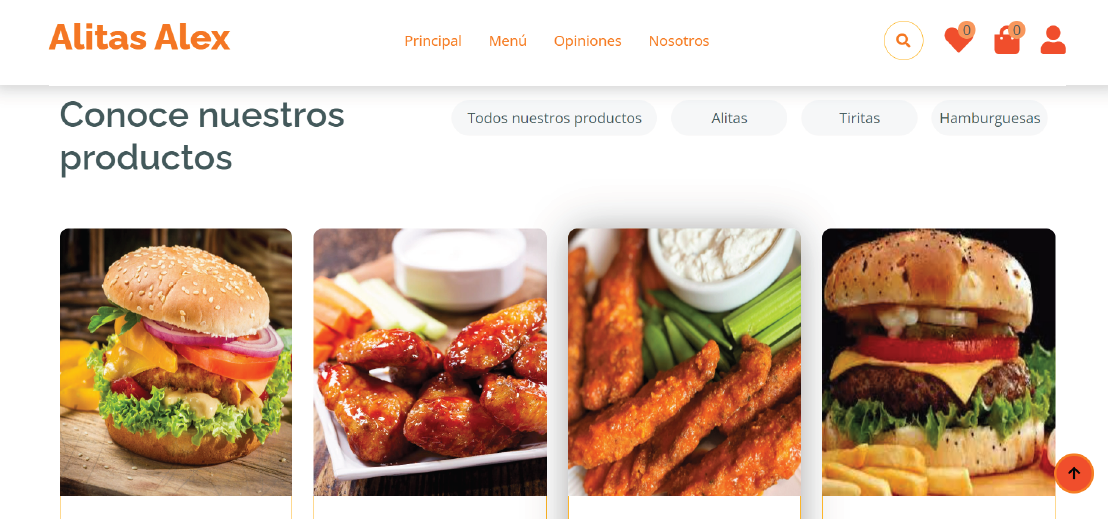 Alitas Alex
Principal
Menú
Opiniones
Nosotros
0
0
Conoce nuestros
productos
Todos nuestros productos
Alitas
Tiritas
Hamburguesas